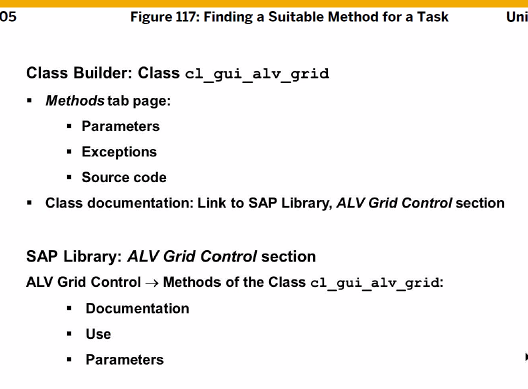 05 Figure 117: Finding a Suitable Method for a Task Uni
Class Builder: Class cl_gui_alv_grid
▪ Methods tab page:
▪ Parameters
▪ Exceptions
▪ Source code
▪ Class documentation: Link to SAP Library, ALV Grid Control section
SAP Library: ALV Grid Control section
ALV Grid Control → Methods of the Class cl_gui_alv_grid:
▪ Documentation
▪ Use
▪ Parameters